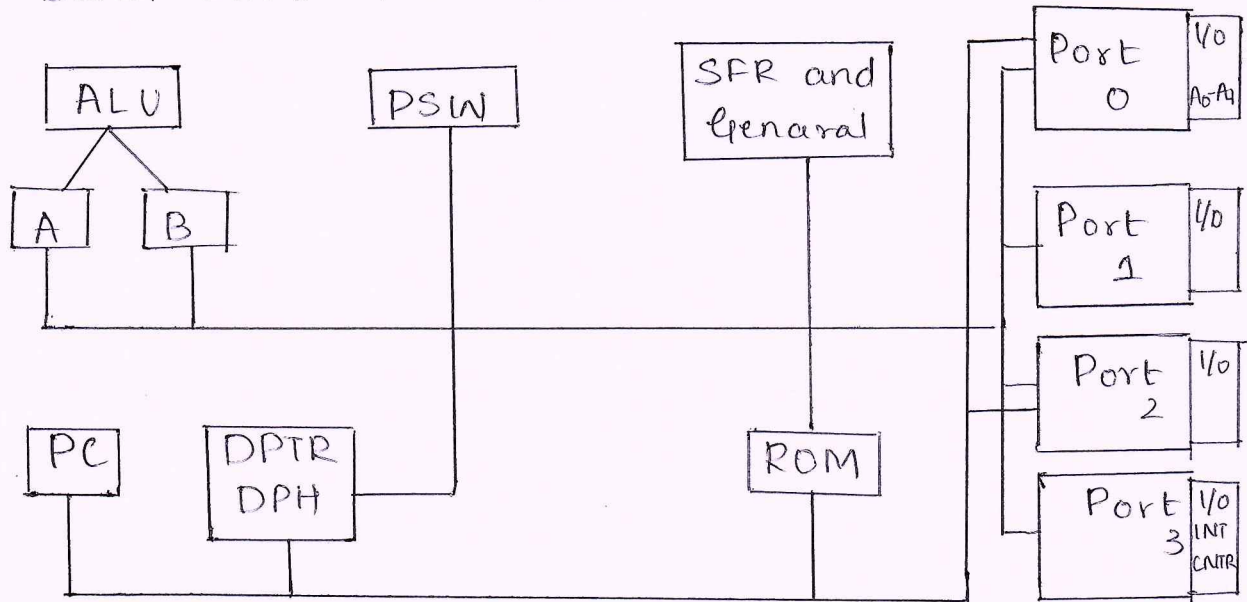 ALU
PSW
SFR and
Genaral
Port
0
I/O
A0-A7
A
B
Port
1
I/O
Port
2
I/O
PC
DPTR
DPH
ROM
Port
3
I/O
INT
CNTR